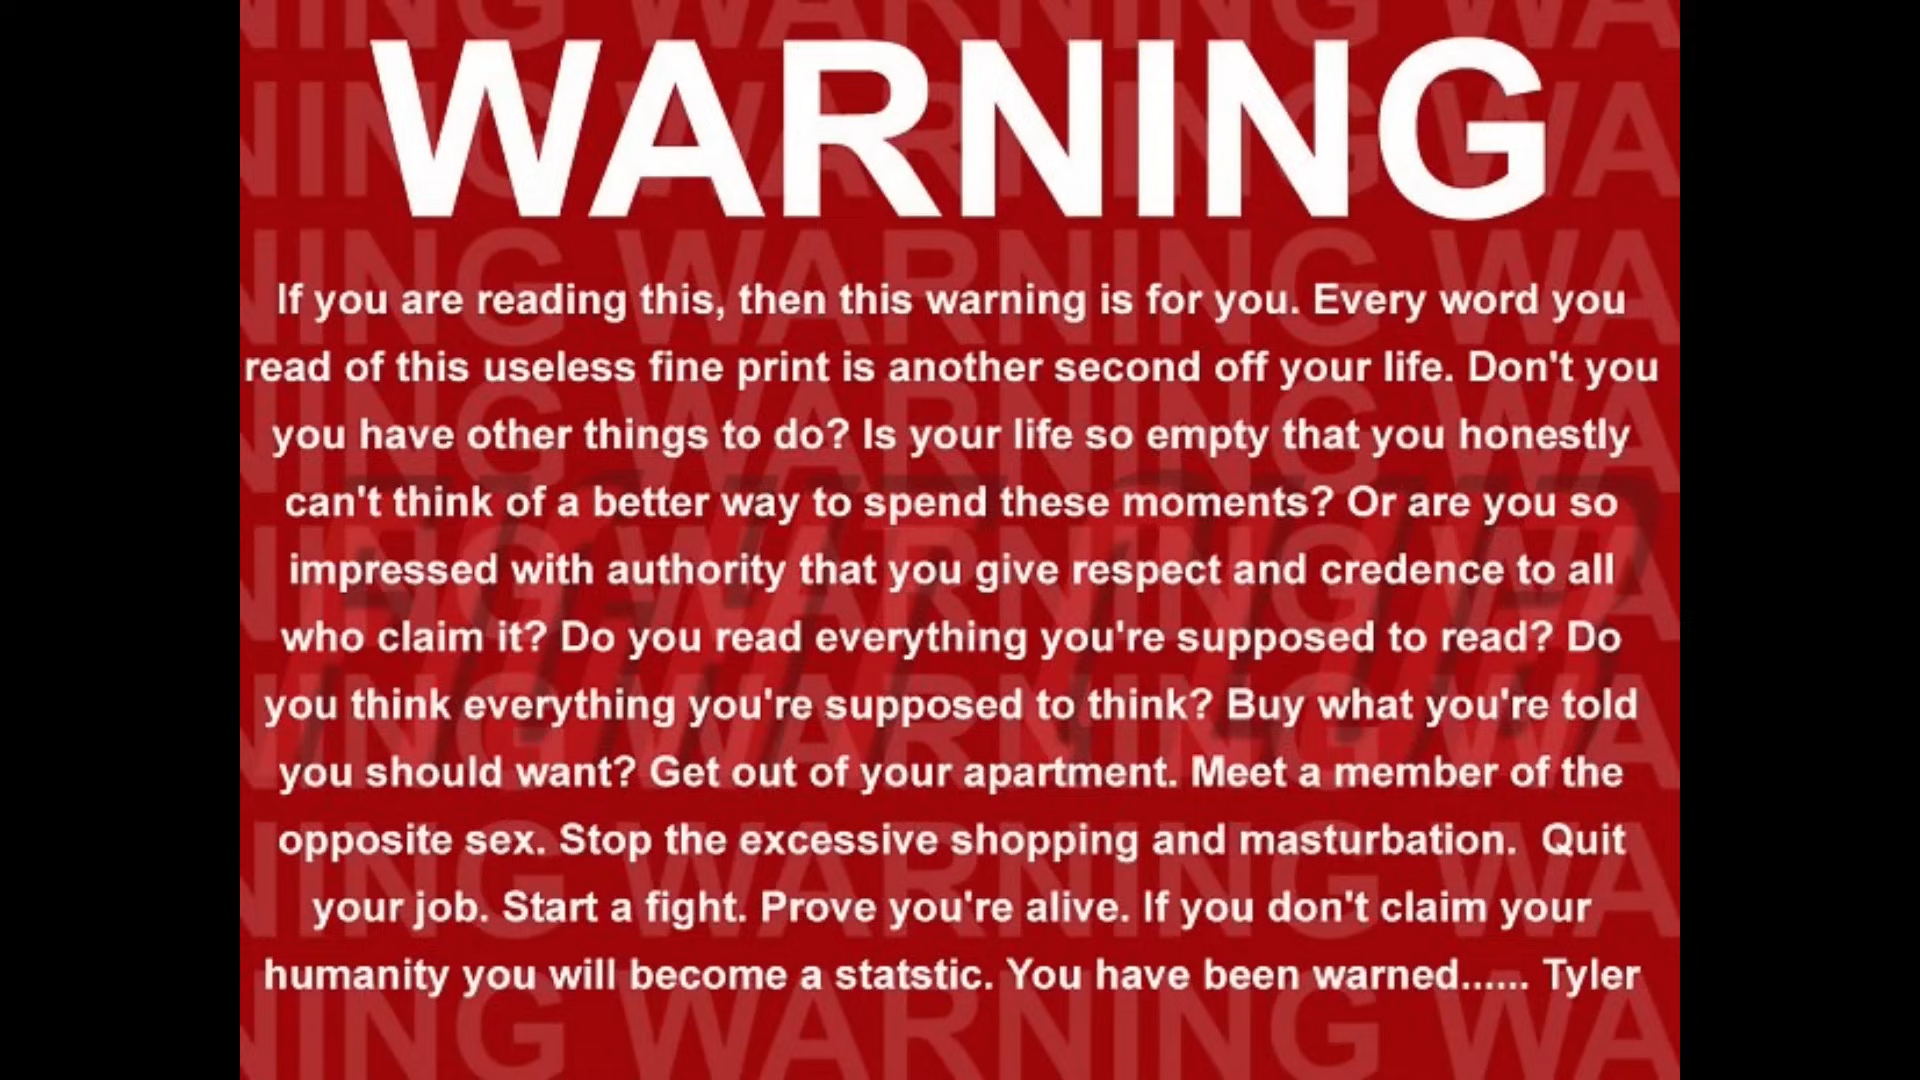 WARNING
If you are reading this, then this warning is for you. Every word you
read of this useless fine print is another second off your life. Don't you
you have other things to do? Is your life so empty that you honestly
can't think of a better way to spend these moments? Or are you so
impressed with authority that you give respect and credence to all
who claim it? Do you read everything you're supposed to read? Do
you think everything you're supposed to think? Buy what you're told
you should want? Get out of your apartment. Meet a member of the
opposite sex. Stop the excessive shopping and masturbation. Quit
your job. Start a fight. Prove you're alive. If you don't claim your
humanity you will become a statstic. You have been warned...... Tyler